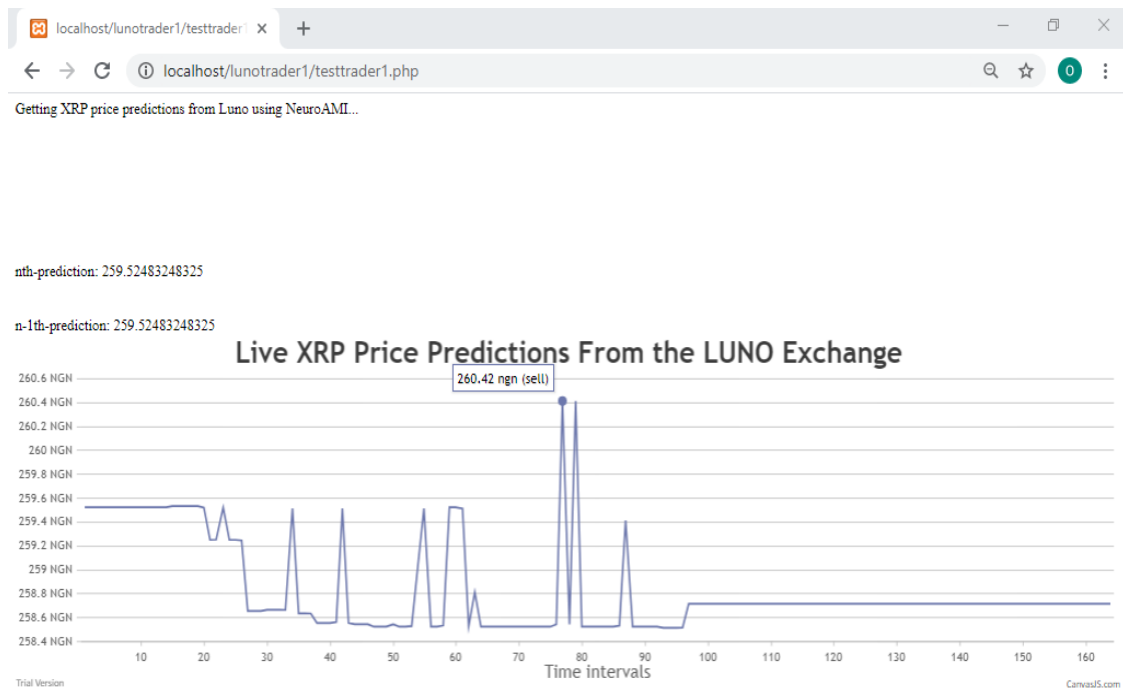 localhost/lunotrader1/testtrader1
localhost/lunotrader1/testtrader1.php
O
Getting XRP price predictions from Luno using NeuroAMI...
nth-prediction: 259.52483248325
n-1th-prediction: 259.52483248325
Live XRP Price Predictions From the LUNO Exchange
260.42 ngn (sell)
260.6 NGN
260.4 NGN
260.2 NGN
260 NGN
259.8 NGN
259.6 NGN
259.4 NGN
259.2 NGN
259 NGN
258.8 NGN
258.6 NGN
258.4 NGN
10 20 30 40 50 60 70 80 90 100 110 120 130 140 150 160
Time intervals
Trial Version
CanvasJS.com